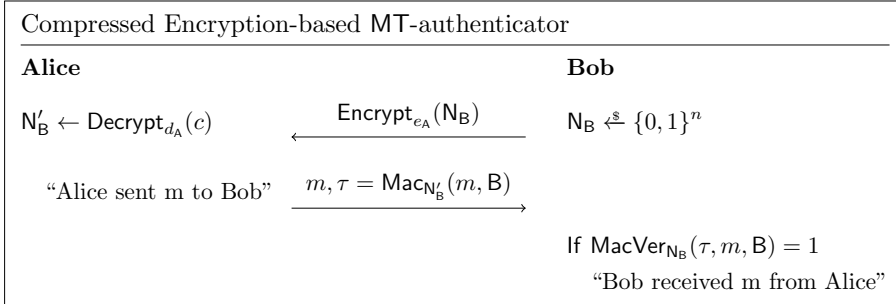 Compressed Encryption-based MT-authenticator
Alice Bob
N'_B ← Decrypt_{d_A}(c) Encrypt_{e_A}(N_B) N_B ←$ {0, 1}^n
"Alice sent m to Bob" m, τ = Mac_{N'_B}(m, B)
If MacVer_{N_B}(τ, m, B) = 1
"Bob received m from Alice"